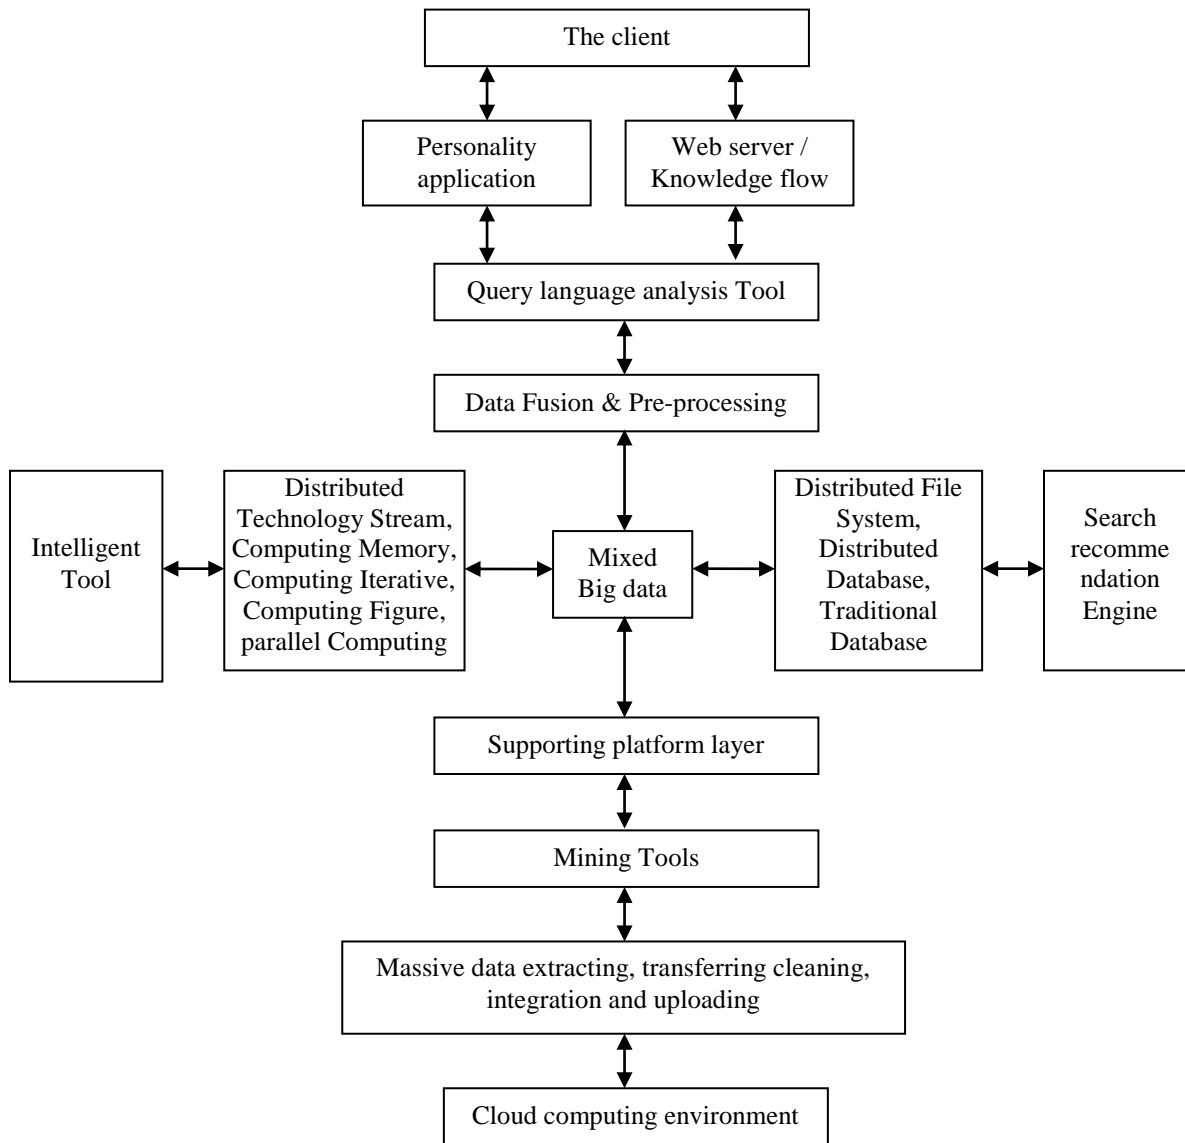 The client
Personality
application
Web server /
Knowledge flow
Query language analysis Tool
Data Fusion & Pre-processing
Intelligent
Tool
Distributed
Technology Stream,
Computing Memory,
Computing Iterative,
Computing Figure,
parallel Computing
Mixed
Big data
Distributed File
System,
Distributed
Database,
Traditional
Database
Search
recomme
ndation
Engine
Supporting platform layer
Mining Tools
Massive data extracting, transferring cleaning,
integration and uploading
Cloud computing environment